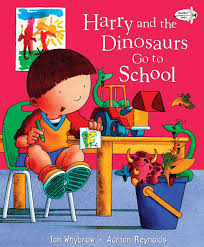 Harry and the
Dinosaurs
Go to
School
Ian Whybrow • Adrian Reynolds